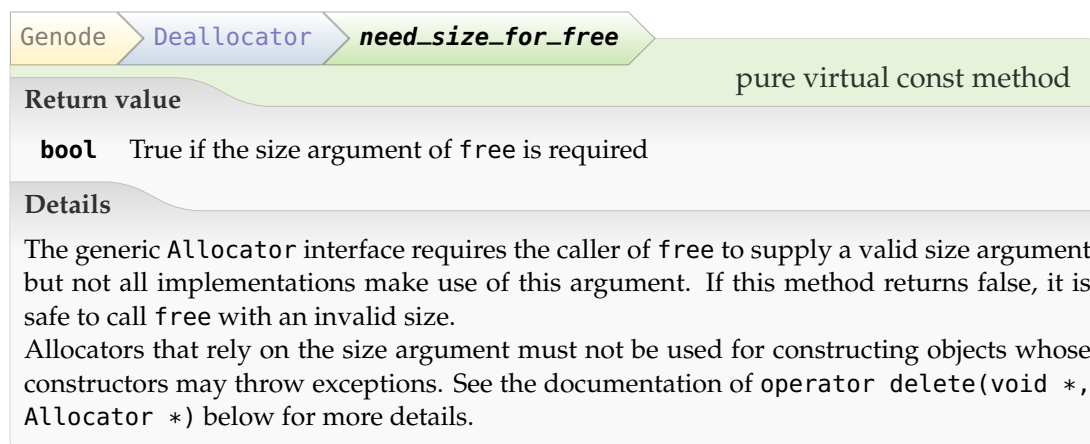 Genode Deallocator need_size_for_free
pure virtual const method
Return value
bool True if the size argument of free is required
Details
The generic Allocator interface requires the caller of free to supply a valid size argument
but not all implementations make use of this argument. If this method returns false, it is
safe to call free with an invalid size.
Allocators that rely on the size argument must not be used for constructing objects whose
constructors may throw exceptions. See the documentation of operator delete(void *,
Allocator *) below for more details.